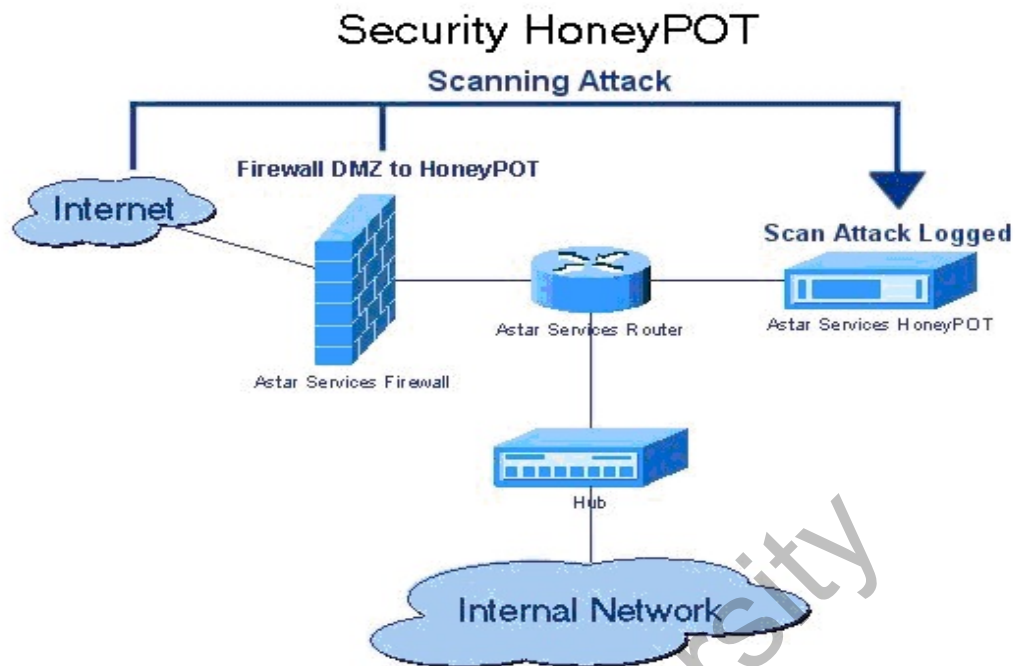 Security HoneyPOT
Scanning Attack
Firewall DMZ to HoneyPOT
Internet
Scan Attack Logged
Astar Services Router
Astar Services HoneyPOT
Astar Services Firewall
Hub
Internal Network